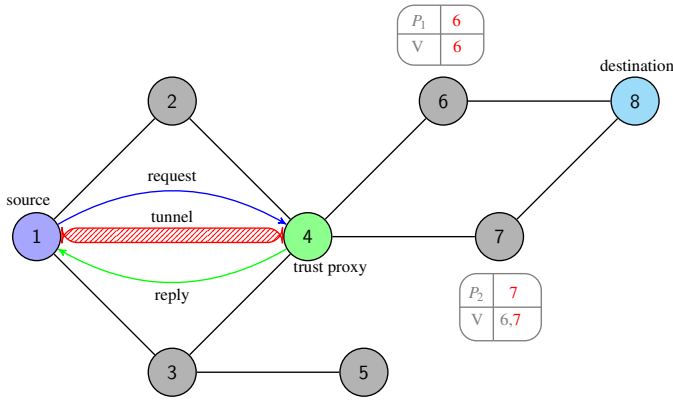 P1 6
V 6
destination
2
6
8
request
source
tunnel
1
4
7
trust proxy
reply
P2 7
V 6,7
3
5